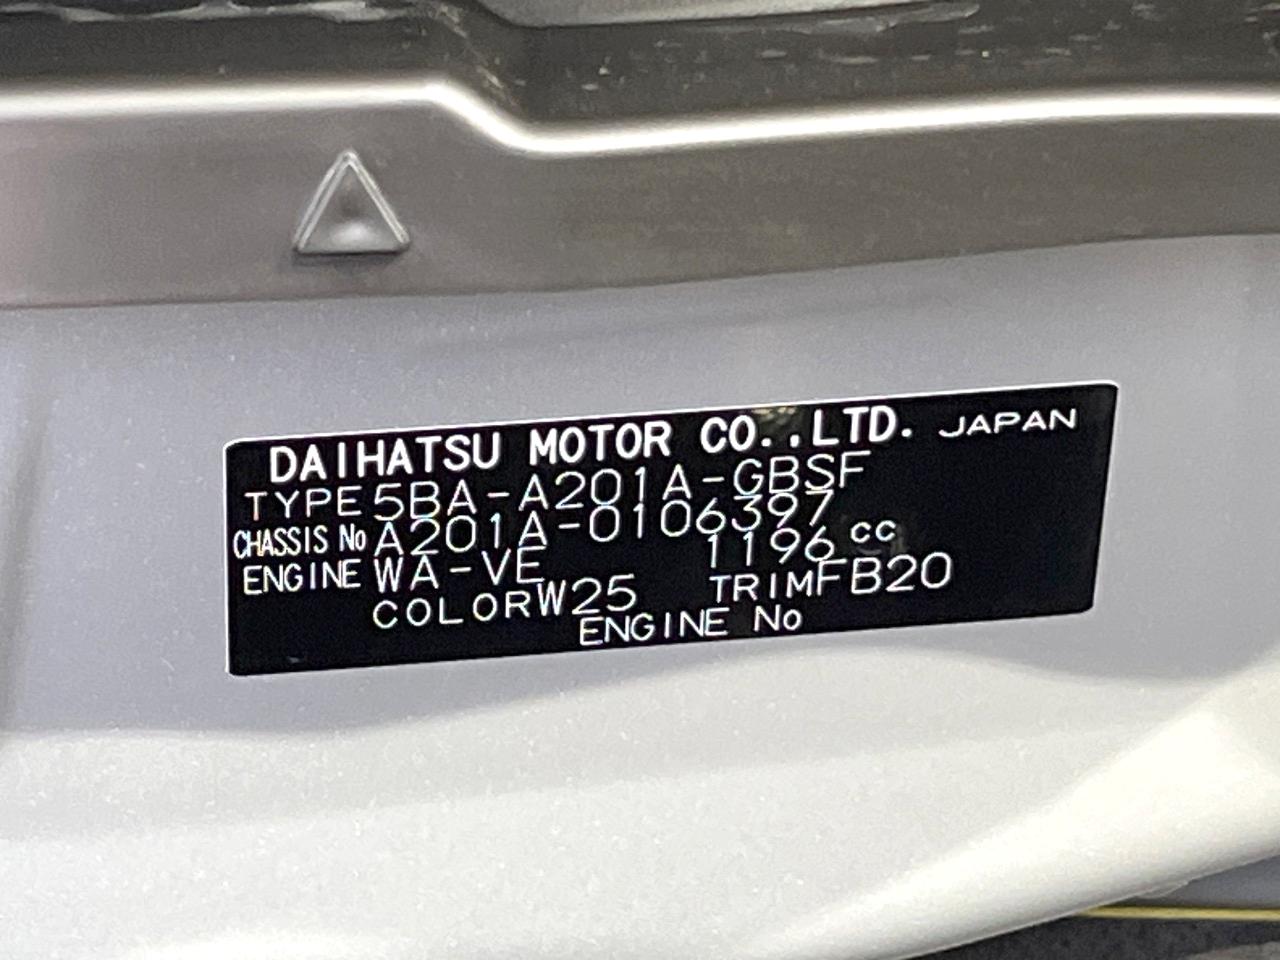 DAIHATSU MOTOR CO.,LTD. JAPAN
TYPE 5BA-A201A-GBSF
CHASSIS No A201A-0106397
ENGINE WA-VE 1196 cc
COLOR W25 TRIM FB20
ENGINE No